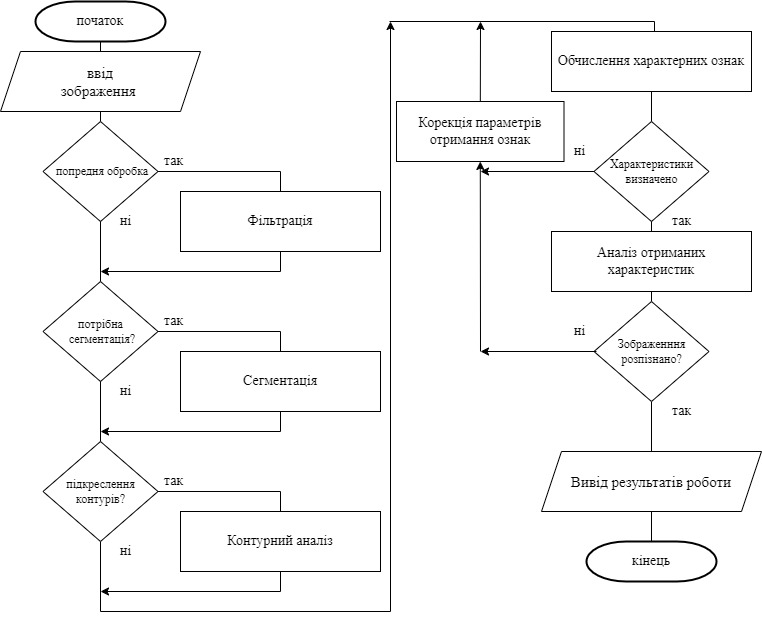 початок
ввід
зображення
попредня обробка
так
ні
Фільтрація
потрібна
сегментація?
так
ні
Сегментація
підкреслення
контурів?
так
ні
Контурний аналіз
Обчислення характерних ознак
Корекція параметрів
отримання ознак
ні
Характеристики
визначено
так
Аналіз отриманих
характеристик
ні
Зображенння
розпізнано?
так
Вивід результатів роботи
кінець